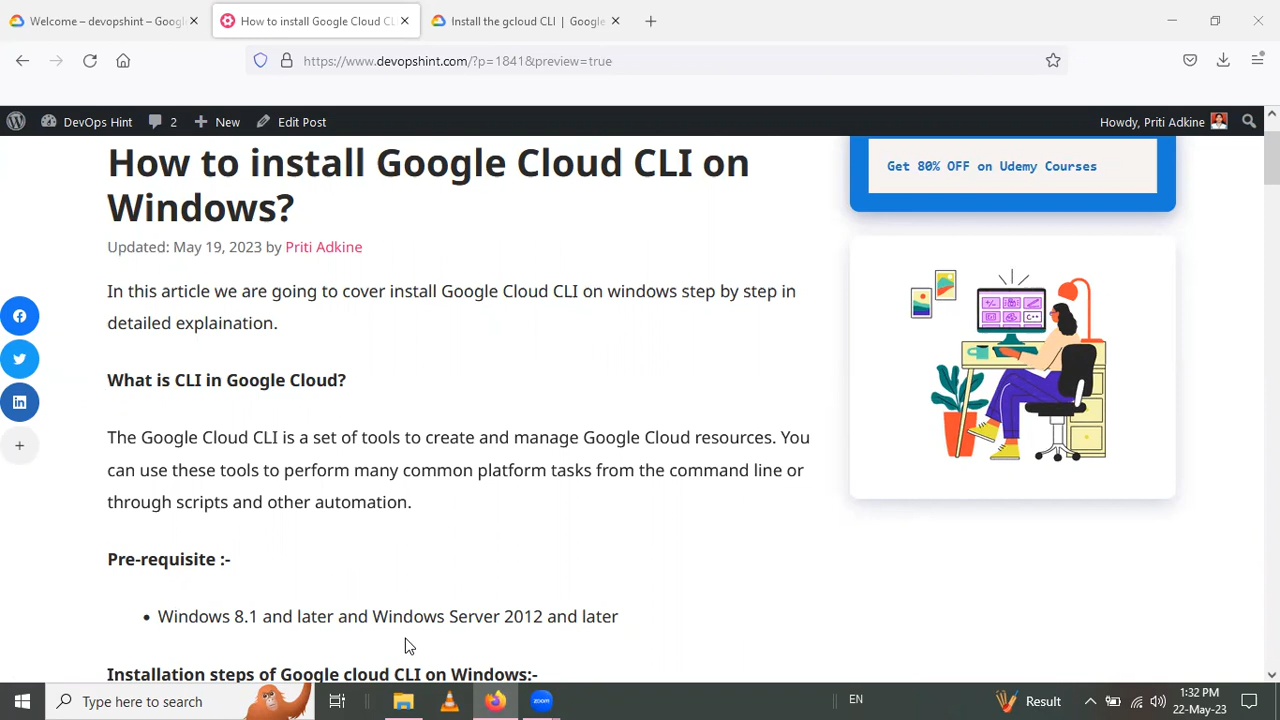 Welcome – devopshint – Googl
How to install Google Cloud C
Install the gcloud CLI | Google
https://www.devopshint.com/?p=1841&preview=true
DevOps Hint
2
New
Edit Post
Howdy, Priti Adkine
How to install Google Cloud CLI on
Windows?
Updated: May 19, 2023 by Priti Adkine
In this article we are going to cover install Google Cloud CLI on windows step by step in
detailed explaination.
What is CLI in Google Cloud?
The Google Cloud CLI is a set of tools to create and manage Google Cloud resources. You
can use these tools to perform many common platform tasks from the command line or
through scripts and other automation.
Pre-requisite :-
• Windows 8.1 and later and Windows Server 2012 and later
Installation steps of Google cloud CLI on Windows:-
Get 80% OFF on Udemy Courses
C++
Type here to search
zoom
EN
Result
1:32 PM
22-May-23